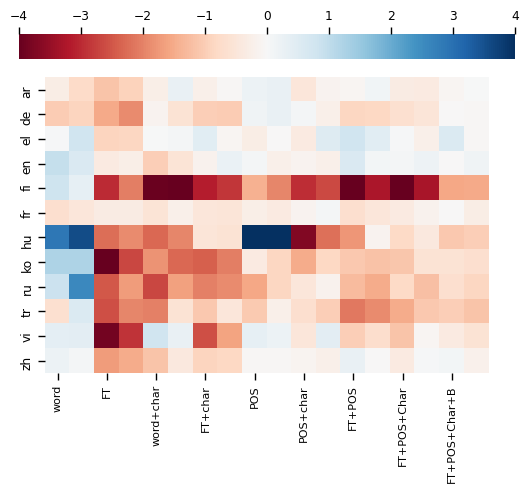 −4 −3 −2 −1 0 1 2 3 4
ar
de
el
en
fi
fr
hu
ko
ru
tr
vi
zh
word FT word+char FT+char POS POS+char FT+POS FT+POS+Char FT+POS+Char+B